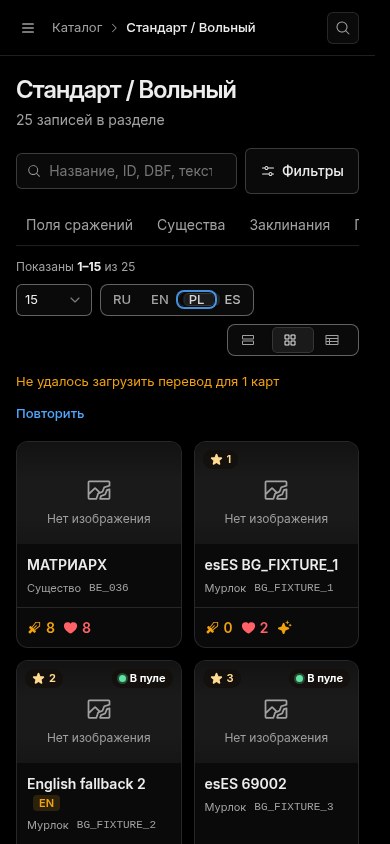 Каталог > Стандарт / Вольный
Стандарт / Вольный
25 записей в разделе
Название, ID, DBF, текст
Фильтры
Поля сражений Существа Заклинания
Показаны 1–15 из 25
15 RU EN PL ES
Не удалось загрузить перевод для 1 карт
Повторить
Нет изображения
МАТРИАРХ
Существо BE_036
8 8
1
Нет изображения
esES BG_FIXTURE_1
Мурлок BG_FIXTURE_1
0 2
2 В пуле
Нет изображения
English fallback 2
EN
Мурлок BG_FIXTURE_2
3 В пуле
Нет изображения
esES 69002
Мурлок BG_FIXTURE_3